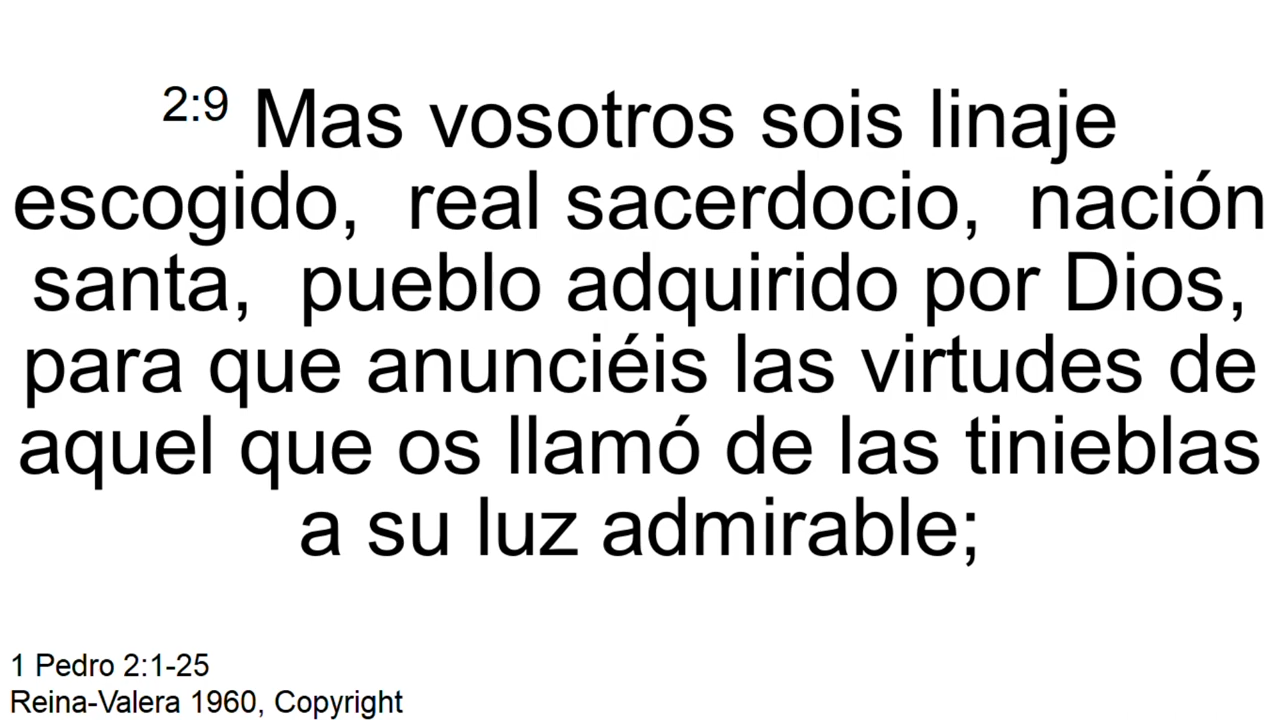 2:9 Mas vosotros sois linaje
escogido, real sacerdocio, nación
santa, pueblo adquirido por Dios,
para que anunciéis las virtudes de
aquel que os llamó de las tinieblas
a su luz admirable;
1 Pedro 2:1-25
Reina-Valera 1960, Copyright